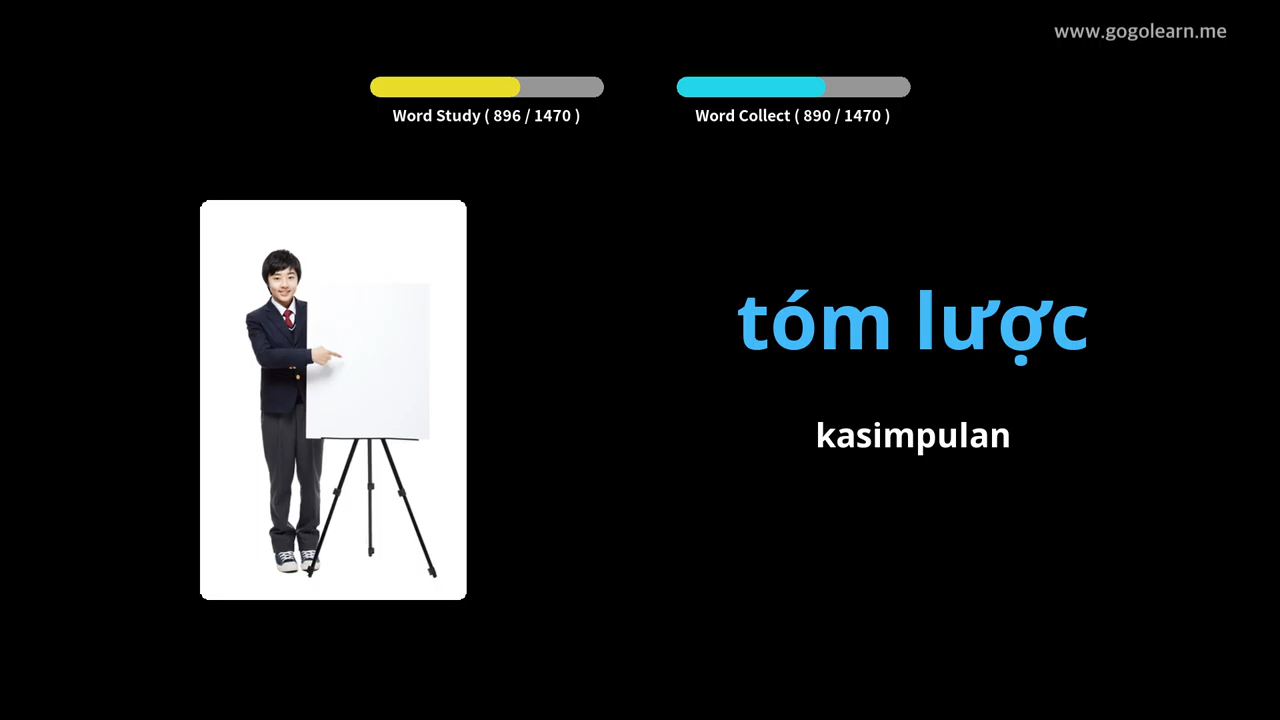 www.gogolearn.me
Word Study ( 896 / 1470 )
Word Collect ( 890 / 1470 )
tóm lược
kasimpulan